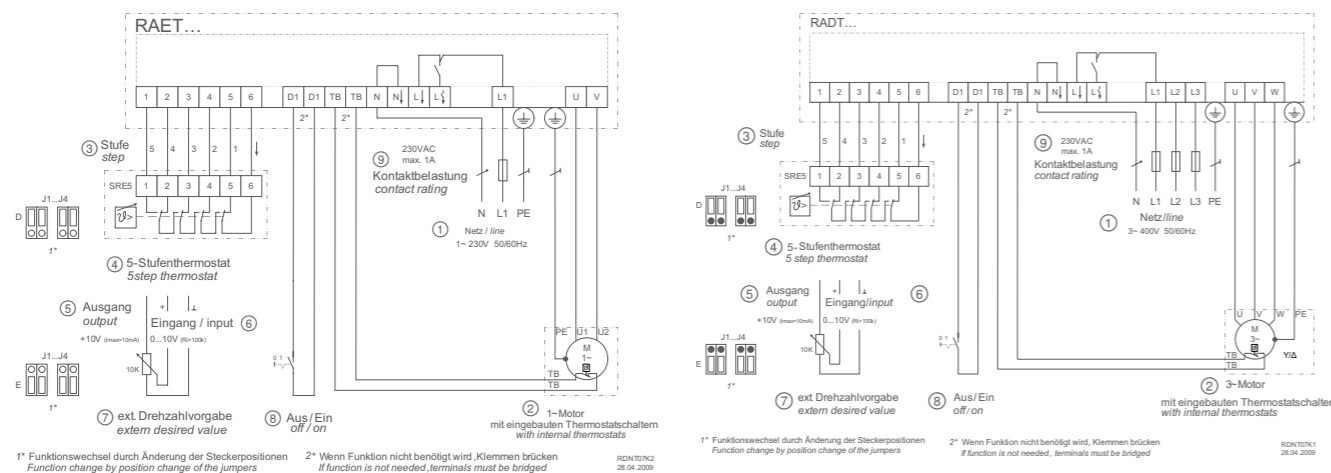 RAET…
1 2 3 4 5 6 D1 D1 TB TB N N↓ L↓ L L1 U V
2* 2*
③ Stufe
step
5 4 3 2 1 ↓
⑨ 230VAC
max. 1A
Kontaktbelastung
contact rating
SRE5 1 2 3 4 5 6
J1...J4
D
ϑ>
1*
N L1 PE
① Netz / line
1~ 230V 50/60Hz
④ 5-Stufenthermostat
5 step thermostat
⑤ Ausgang
output
+10V (Imax=10mA)
+ ⊥
Eingang / input ⑥
0...10V (Ri>100k)
10K
J1...J4
E
1*
0 1
PE U1 U2
M
1~
TB
TB
⑦ ext. Drehzahlvorgabe
extern desired value
⑧ Aus / Ein
off / on
② 1~Motor
mit eingebauten Thermostatschaltern
with internal thermostats
1* Funktionswechsel durch Änderung der Steckerpositionen
Function change by position change of the jumpers
2* Wenn Funktion nicht benötigt wird ,Klemmen brücken
If function is not needed , terminals must be bridged
RDNT07K2
28.04.2009
RADT…
1 2 3 4 5 6 D1 D1 TB TB N N↓ L↓ L L1 L2 L3 U V W
2* 2*
③ Stufe
step
5 4 3 2 1 ↓
⑨ 230VAC
max. 1A
Kontaktbelastung
contact rating
SRE5 1 2 3 4 5 6
J1...J4
D
ϑ>
1*
N L1 L2 L3 PE
① Netz / line
3~ 400V 50/60Hz
④ 5-Stufenthermostat
5 step thermostat
⑤ Ausgang
output
+10V (Imax=10mA)
+ ⊥
Eingang/input ⑥
0...10V (Ri>100k)
10K
J1...J4
E
1*
0 1
U V W PE
M
3~
Y/Δ
TB
TB
⑦ ext. Drehzahlvorgabe
extern desired value
⑧ Aus / Ein
off / on
② 3~Motor
mit eingebauten Thermostatschaltern
with internal thermostats
1* Funktionswechsel durch Änderung der Steckerpositionen
Function change by position change of the jumpers
2* Wenn Funktion nicht benötigt wird, Klemmen brücken
If function is not needed , terminals must be bridged
RDNT07K1
28.04.2009